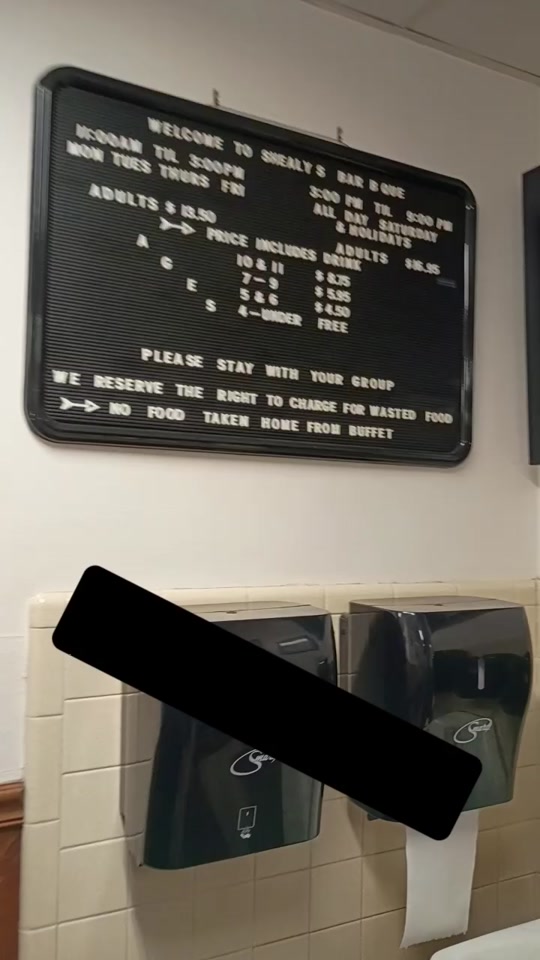 WELCOME TO SHEALY'S BAR B QUE
11:00AM TIL 3:00PM
MON TUES THURS FRI
3:00 PM TIL 9:00 PM
ALL DAY SATURDAY
& HOLIDAYS
ADULTS $ 13.50
ADULTS $16.95
PRICE INCLUDES DRINK
A G E S
10 & 11 $ 8.75
7-9 $ 5.95
5 & 6 $ 4.50
4-UNDER FREE
PLEASE STAY WITH YOUR GROUP
WE RESERVE THE RIGHT TO CHARGE FOR WASTED FOOD
NO FOOD TAKEN HOME FROM BUFFET